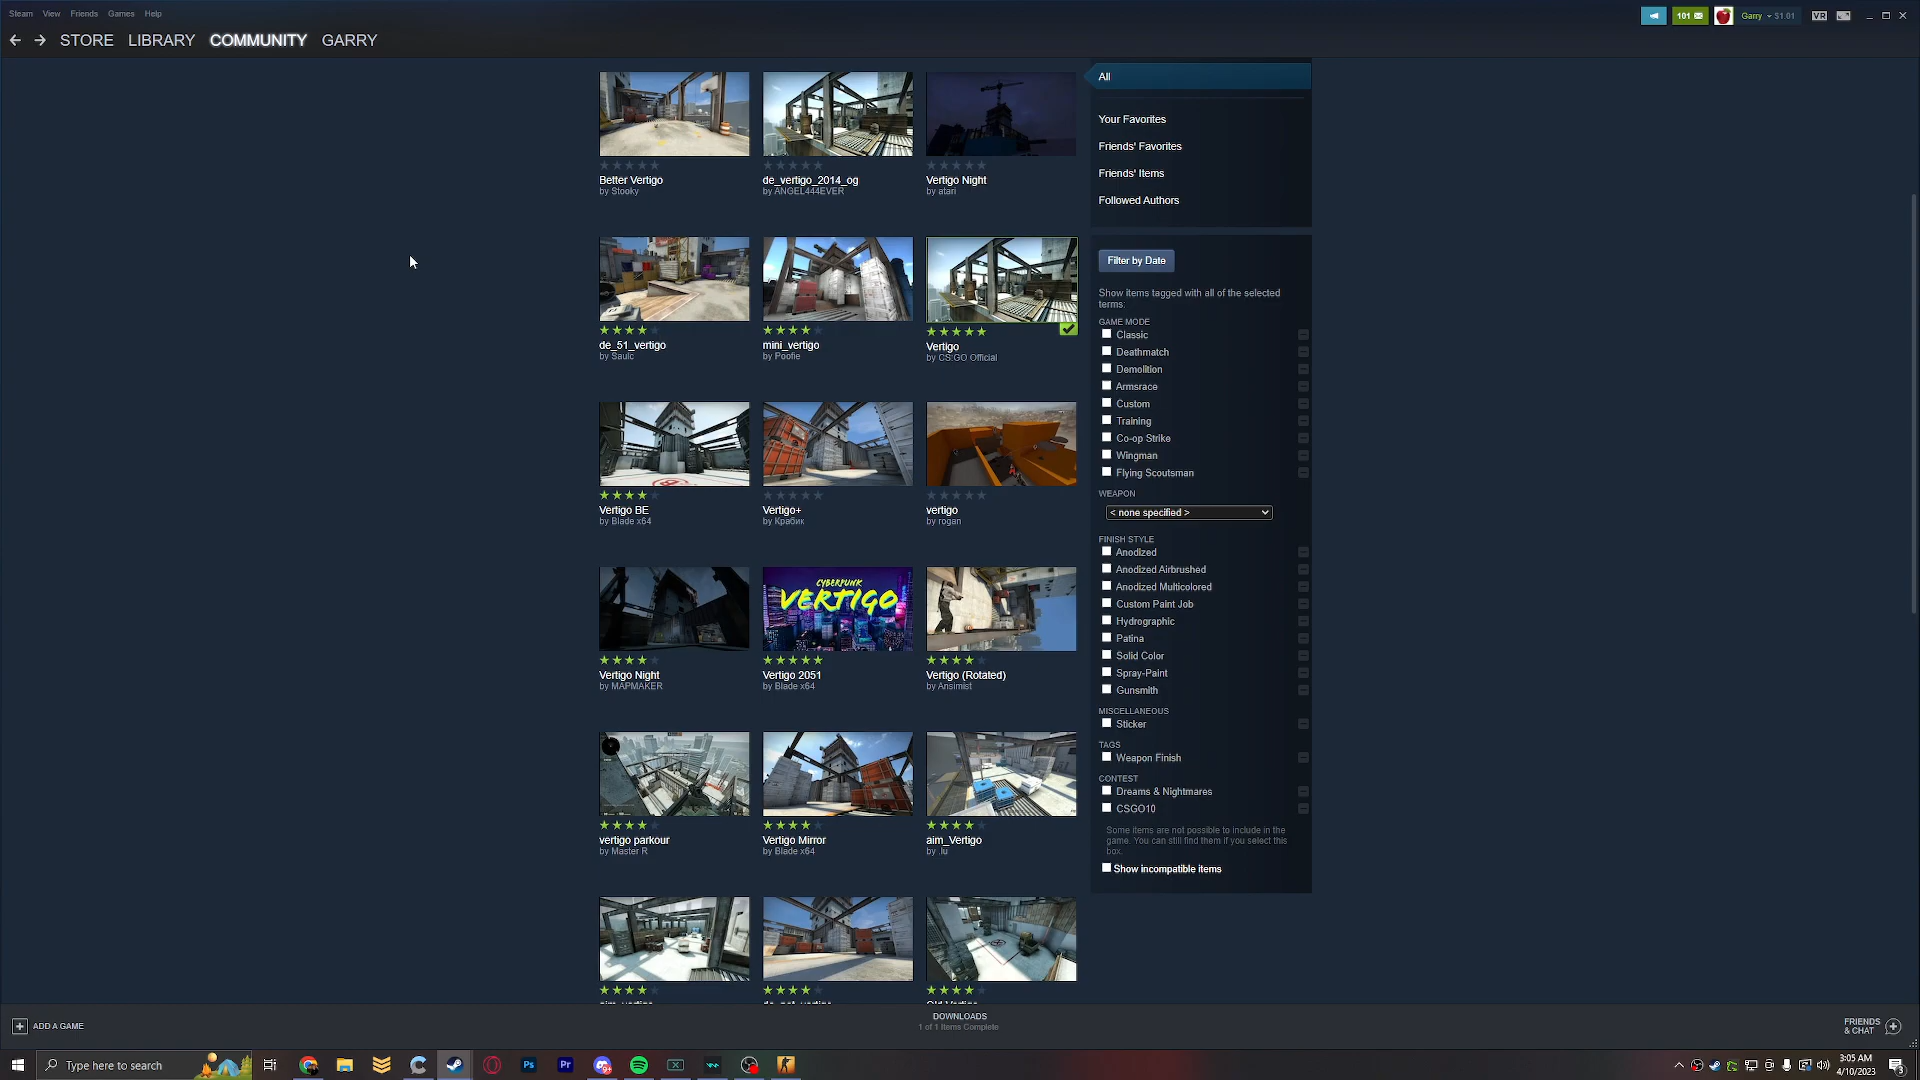 Steam View Friends Games Help
101 Garry $1.01 VR
STORE LIBRARY COMMUNITY GARRY
Better Vertigo
by Stooky
de_vertigo_2014_og
by ANGEL444EVER
Vertigo Night
by atari
de_51_vertigo
by Saulc
mini_vertigo
by Poofie
Vertigo
by CS:GO Official
Vertigo BE
by Blade x64
Vertigo+
by Крабик
vertigo
by rogan
CYBERPUNK
VERTIGO
Vertigo Night
by MAPMAKER
Vertigo 2051
by Blade x64
Vertigo (Rotated)
by Ansimist
vertigo parkour
by Master R
Vertigo Mirror
by Blade x64
aim_Vertigo
by .lu
All
Your Favorites
Friends' Favorites
Friends' Items
Followed Authors
Filter by Date
Show items tagged with all of the selected
terms:
GAME MODE
Classic
Deathmatch
Demolition
Armsrace
Custom
Training
Co-op Strike
Wingman
Flying Scoutsman
WEAPON
< none specified >
FINISH STYLE
Anodized
Anodized Airbrushed
Anodized Multicolored
Custom Paint Job
Hydrographic
Patina
Solid Color
Spray-Paint
Gunsmith
MISCELLANEOUS
Sticker
TAGS
Weapon Finish
CONTEST
Dreams & Nightmares
CSGO10
Some items are not possible to include in the
game. You can still find them if you select this
box.
Show incompatible items
ADD A GAME
DOWNLOADS
1 of 1 Items Complete
FRIENDS
& CHAT
Type here to search
Ps
Pr
3:05 AM
4/10/2023
3